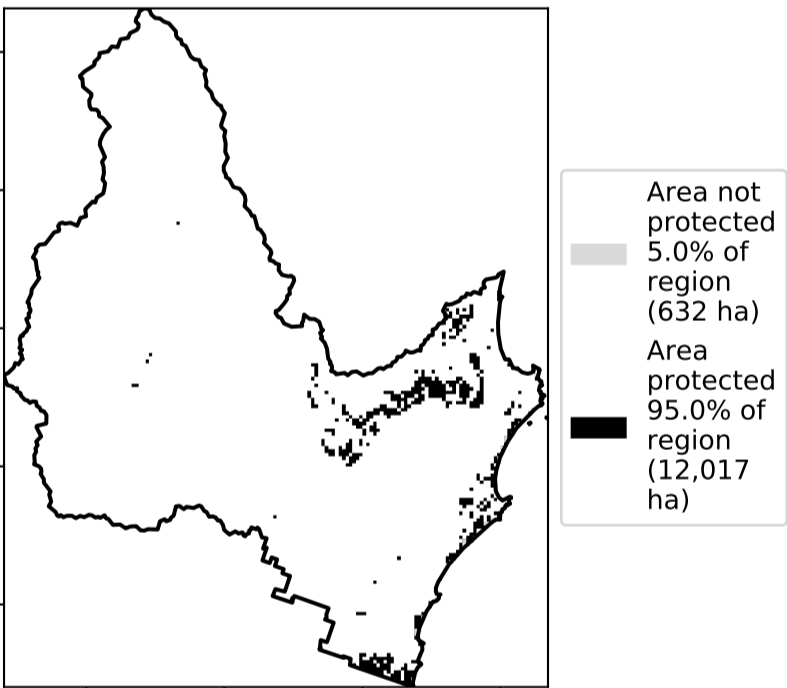 Area not
protected
5.0% of
region
(632 ha)
Area
protected
95.0% of
region
(12,017
ha)